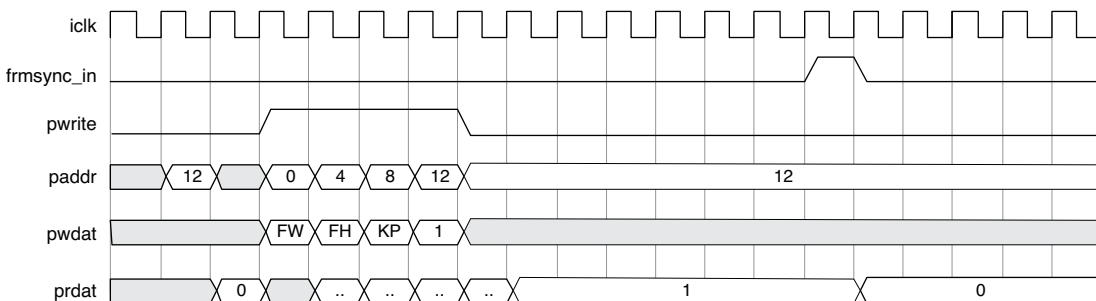 iclk
frmsync_in
pwrite
paddr 12 0 4 8 12 12
pwdat FW FH KP 1
prdat 0 .. .. .. .. 1 0